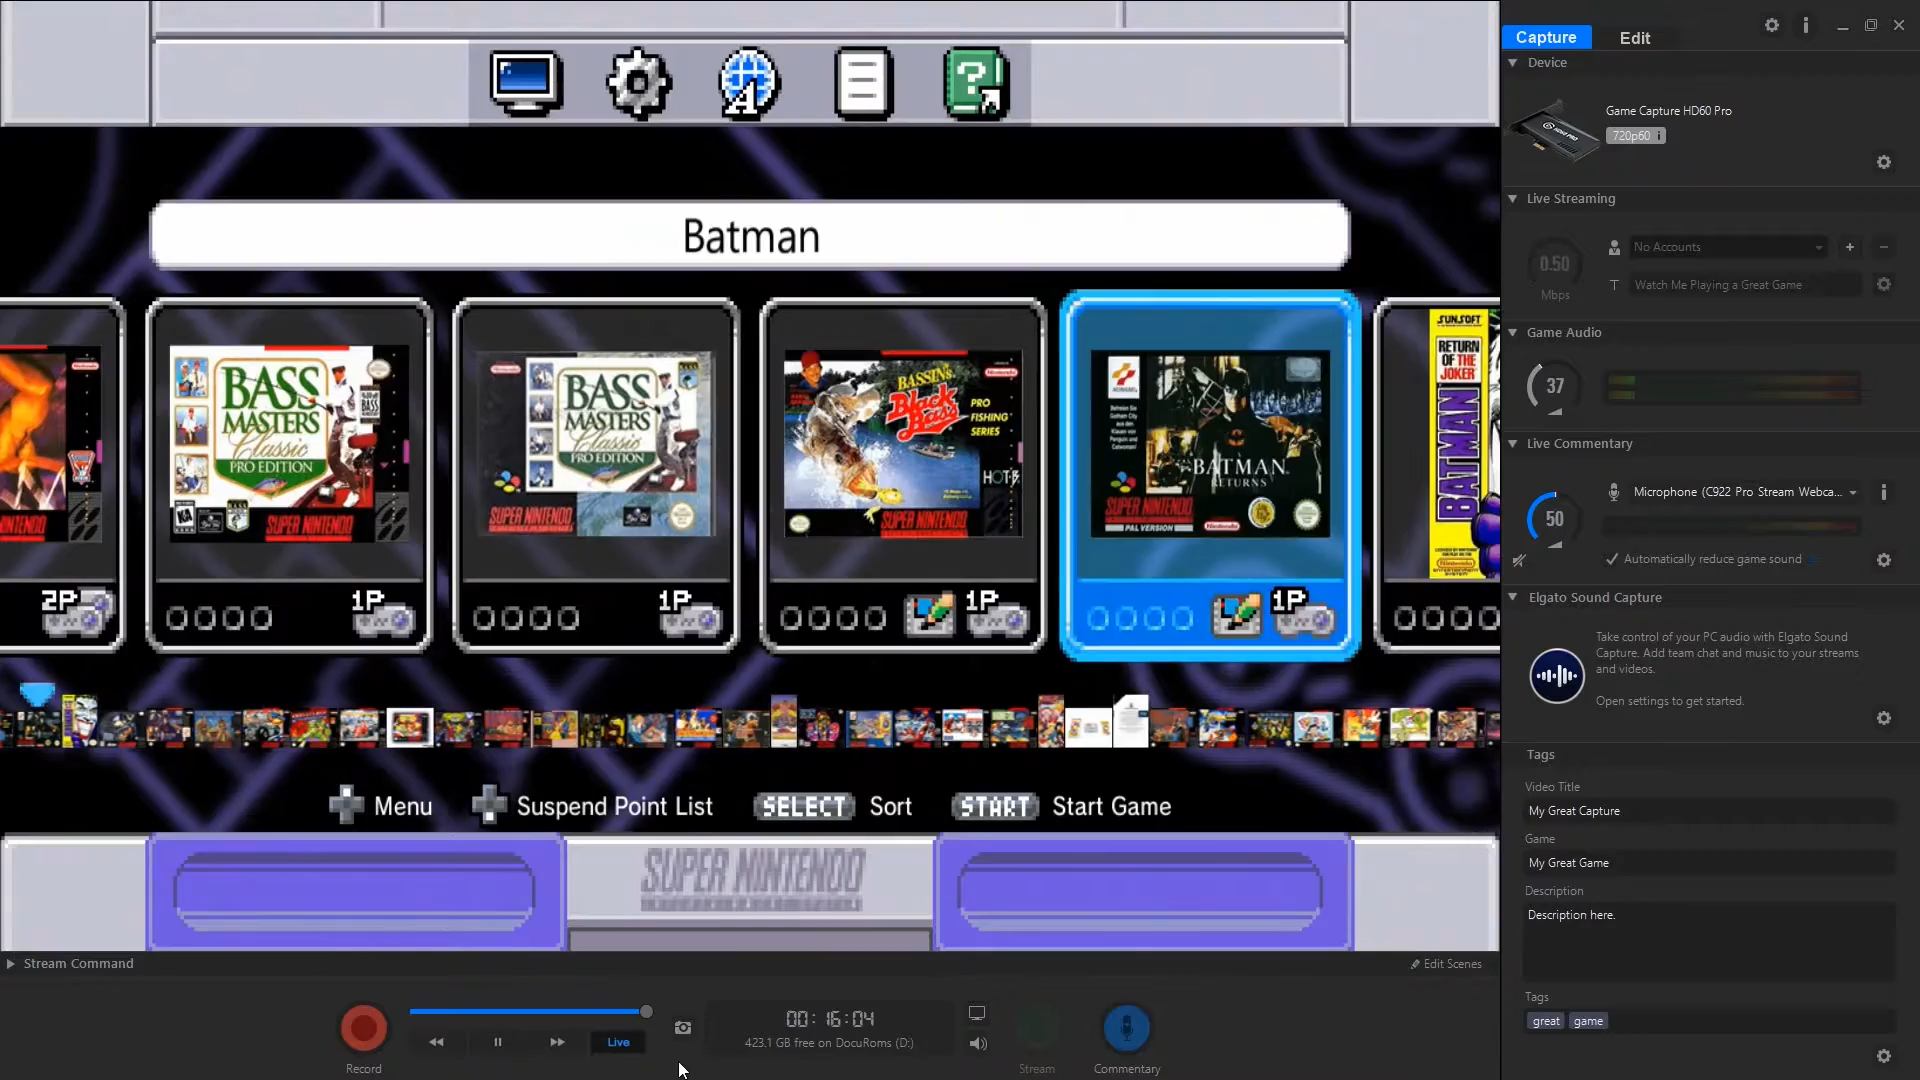 Capture
Edit
Device
Game Capture HD60 Pro
720p60 i
Live Streaming
No Accounts
0.50
Mbps
T Watch Me Playing a Great Game
Game Audio
37
Live Commentary
Microphone (C922 Pro Stream Webca...
50
Automatically reduce game sound
Elgato Sound Capture
Take control of your PC audio with Elgato Sound
Capture. Add team chat and music to your streams
and videos.
Open settings to get started.
Tags
Video Title
My Great Capture
Game
My Great Game
Description
Description here.
Tags
great game
Batman
BASS
MASTERS
Classic
PRO EDITION
SUPER NINTENDO
BASS
MASTERS
Classic
PRO EDITION
SUPER NINTENDO
BASSIN'S
Black
Bass
PRO
FISHING
SERIES
HOT·B
Nintendo
SUPER NINTENDO
KONAMI
BATMAN
RETURNS
SUPER NINTENDO
PAL VERSION
Nintendo
SUNSOFT
RETURN
OF THE
JOKER
BATMAN
2P
1P
1P
1P
1P
Menu
Suspend Point List
SELECT Sort
START Start Game
SUPER NINTENDO
Stream Command
Edit Scenes
Record
Live
00:16:04
423.1 GB free on DocuRoms (D:)
Stream
Commentary